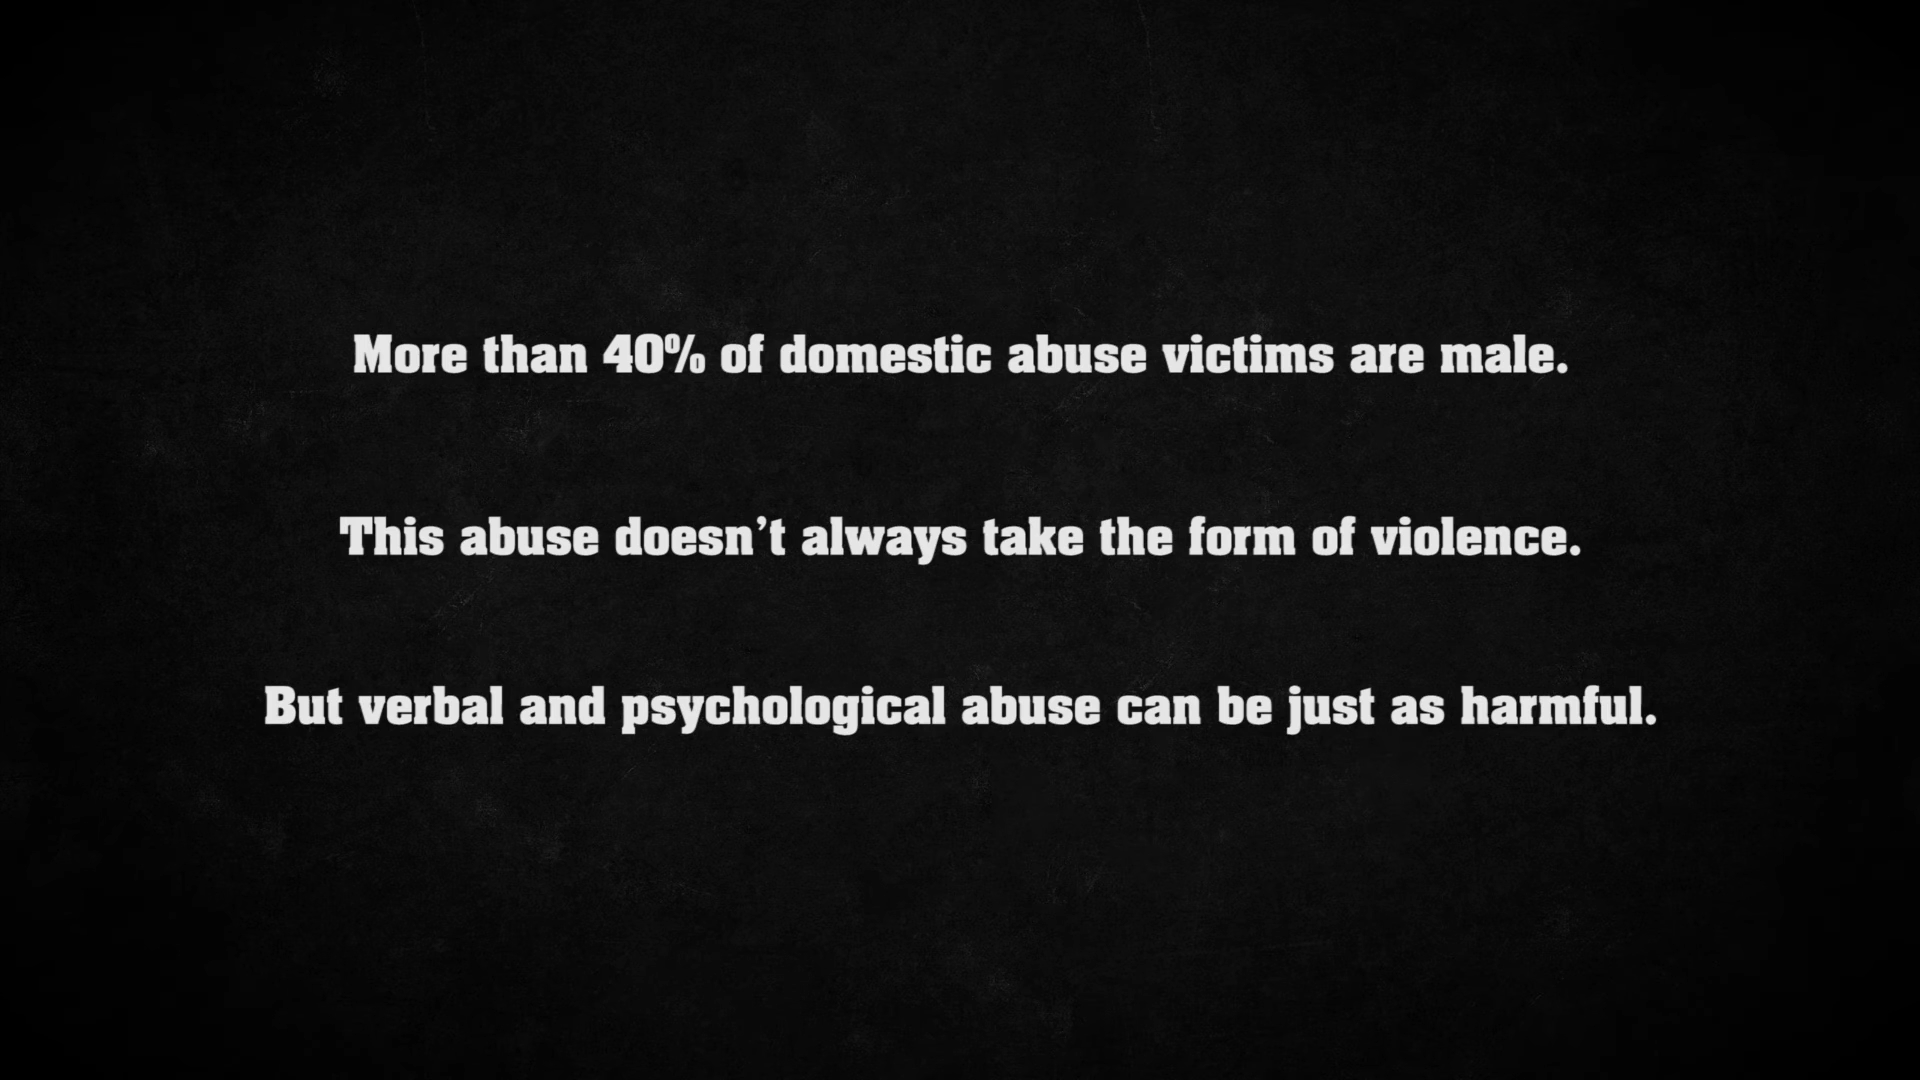 More than 40% of domestic abuse victims are male.
This abuse doesn’t always take the form of violence.
But verbal and psychological abuse can be just as harmful.